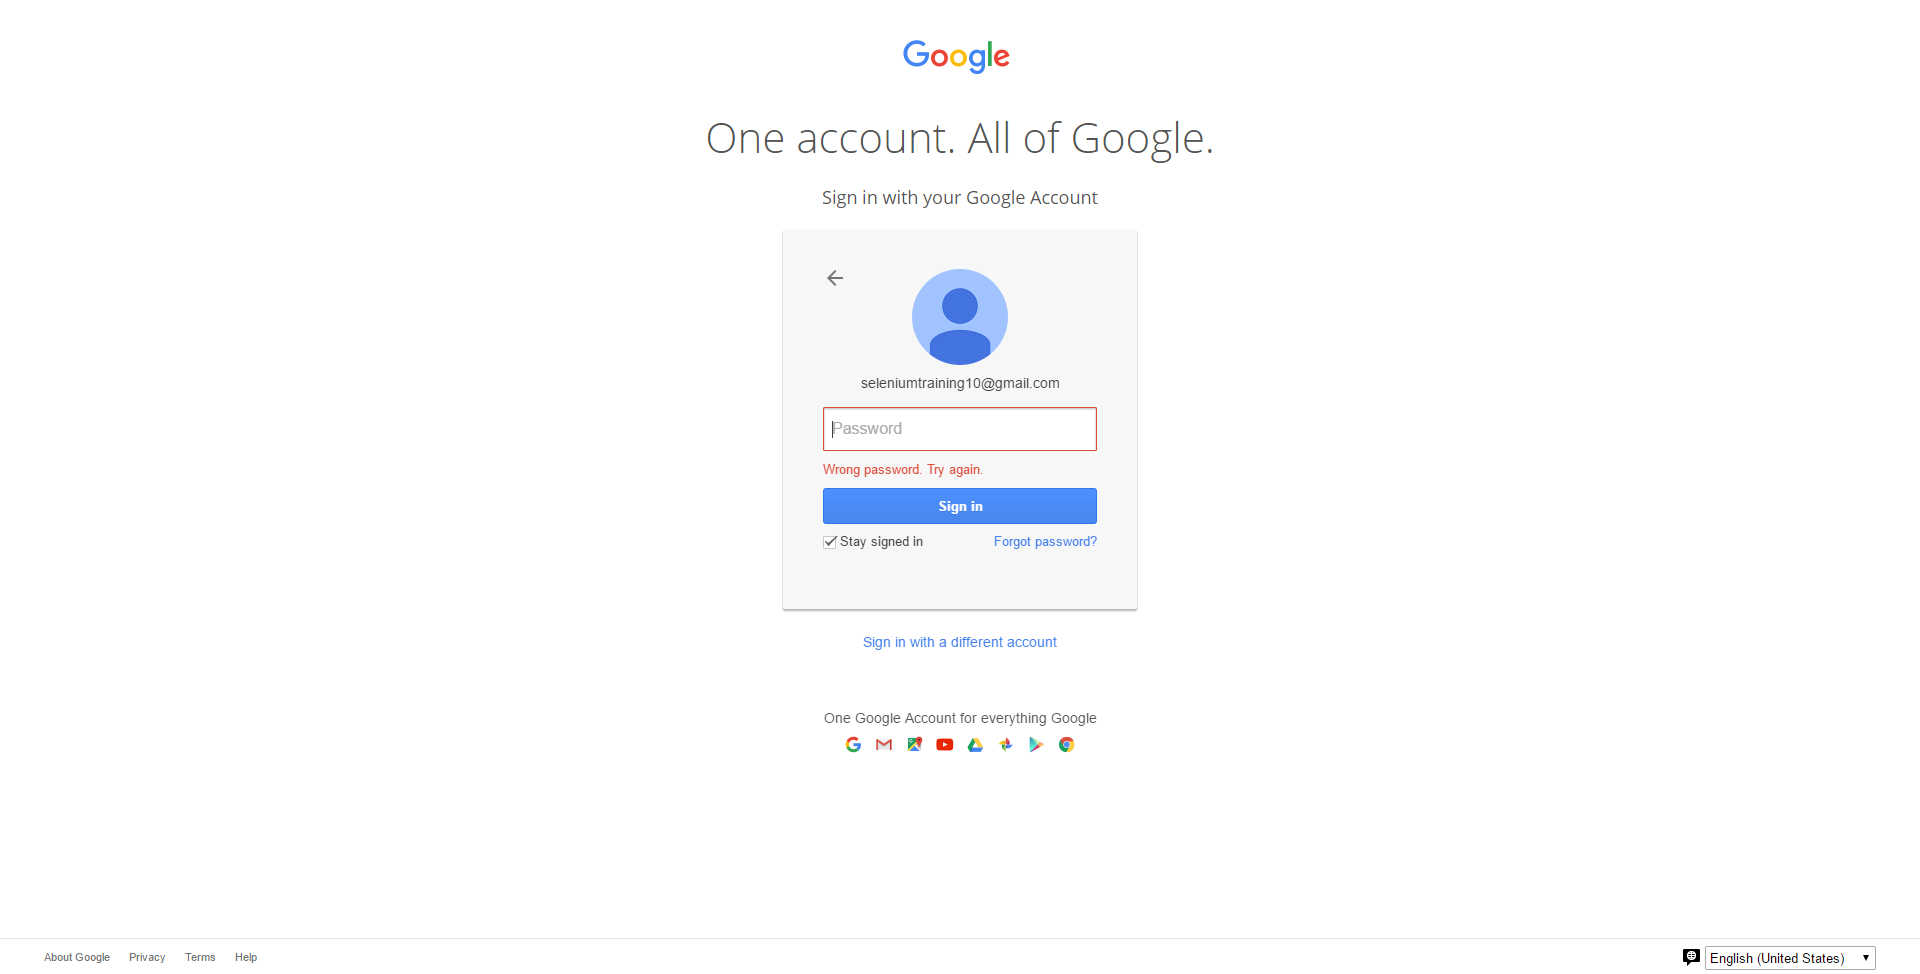 Google
One account. All of Google.
Sign in with your Google Account
seleniumtraining10@gmail.com
Password
Wrong password. Try again.
Sign in
Stay signed in
Forgot password?
Sign in with a different account
One Google Account for everything Google
About Google
Privacy
Terms
Help
English (United States)